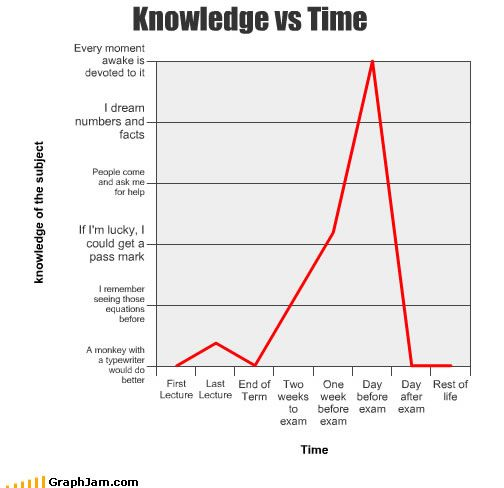 Knowledge vs Time
Every moment
awake is
devoted to it
I dream
numbers and
facts
People come
and ask me
for help
If I'm lucky, I
could get a
pass mark
I remember
seeing those
equations
before
A monkey with
a typewriter
would do
better
knowledge of the subject
First
Lecture
Last
Lecture
End of
Term
Two
weeks
to
exam
One
week
before
exam
Day
before
exam
Day
after
exam
Rest of
life
Time
GraphJam.com